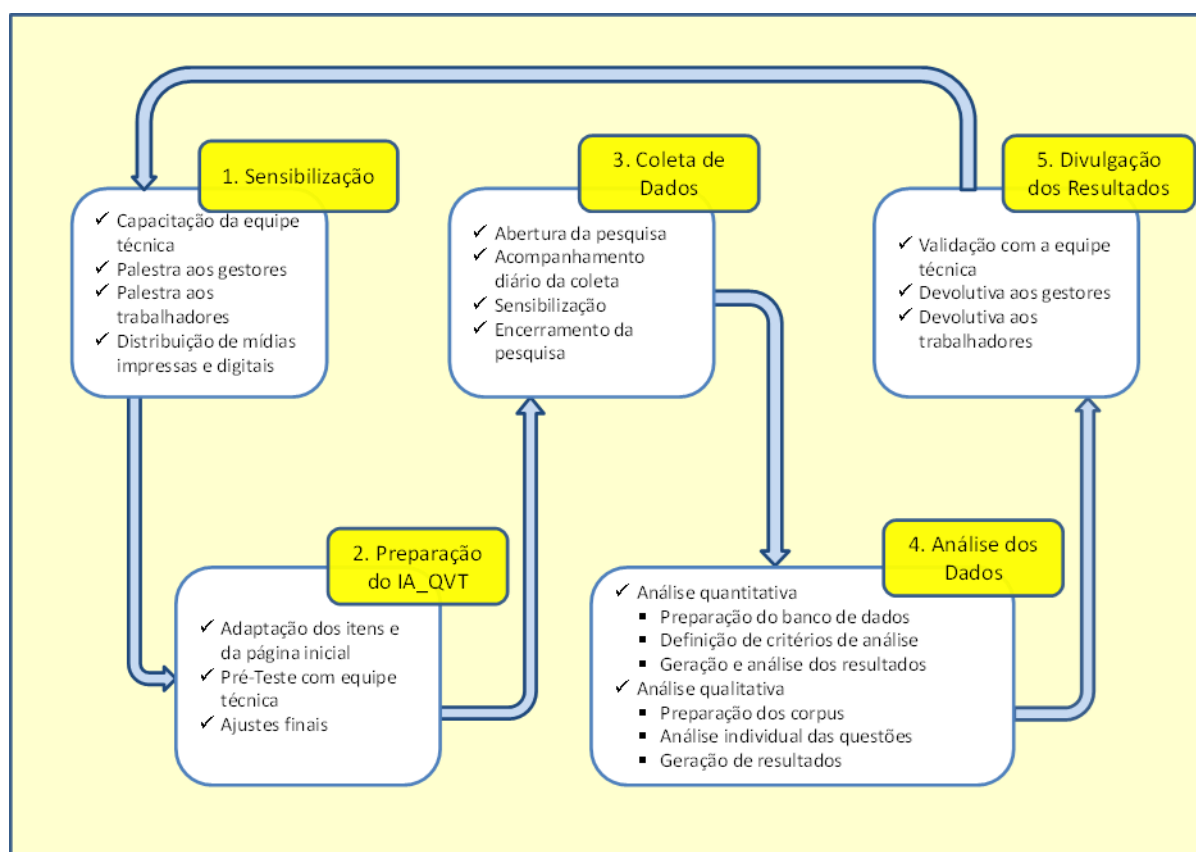 1. Sensibilização
✓ Capacitação da equipe
técnica
✓ Palestra aos gestores
✓ Palestra aos
trabalhadores
✓ Distribuição de mídias
impressas e digitais
2. Preparação
do IA_QVT
✓ Adaptação dos itens e
da página inicial
✓ Pré-Teste com equipe
técnica
✓ Ajustes finais
3. Coleta de
Dados
✓ Abertura da pesquisa
✓ Acompanhamento
diário da coleta
✓ Sensibilização
✓ Encerramento da
pesquisa
4. Análise dos
Dados
✓ Análise quantitativa
▪ Preparação do banco de dados
▪ Definição de critérios de análise
▪ Geração e análise dos resultados
✓ Análise qualitativa
▪ Preparação dos corpus
▪ Análise individual das questões
▪ Geração de resultados
5. Divulgação
dos Resultados
✓ Validação com a equipe
técnica
✓ Devolutiva aos gestores
✓ Devolutiva aos
trabalhadores